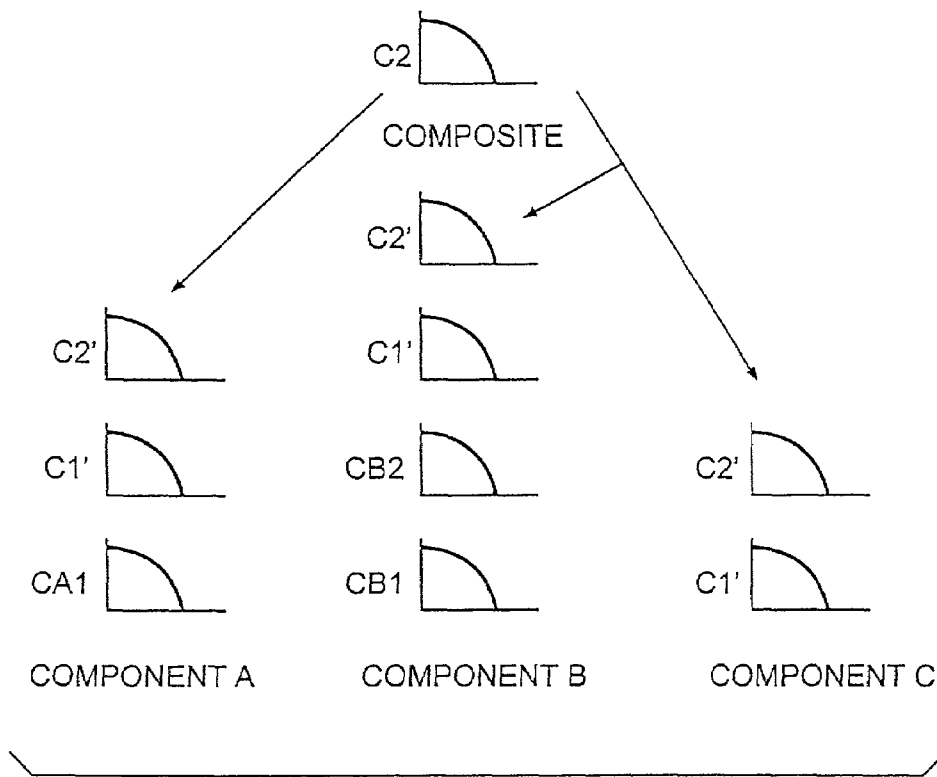 C2
COMPOSITE
C2'
C2'
C1'
C1'
CB2
C2'
CA1
CB1
C1'
COMPONENT A
COMPONENT B
COMPONENT C